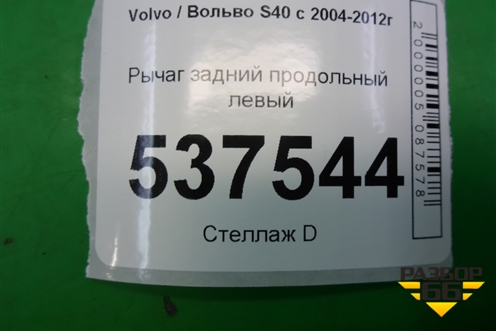 Volvo / Вольво S40 с 2004-2012г
Рычаг задний продольный
левый
537544
Стеллаж D
2000005087578
РАЗБОР
66